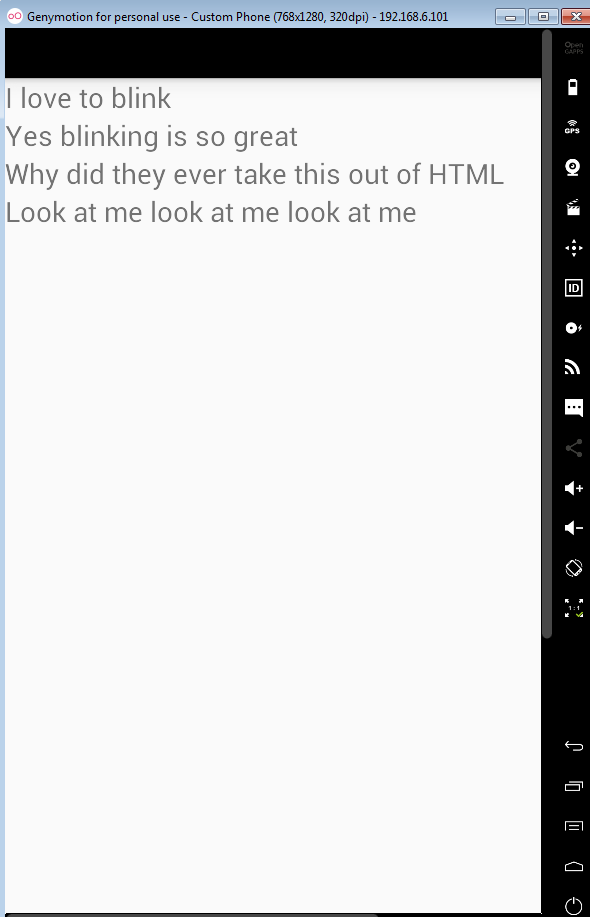 Genymotion for personal use - Custom Phone (768x1280, 320dpi) - 192.168.6.101
I love to blink
Yes blinking is so great
Why did they ever take this out of HTML
Look at me look at me look at me
Open
GAPPS
GPS
ID
1:1